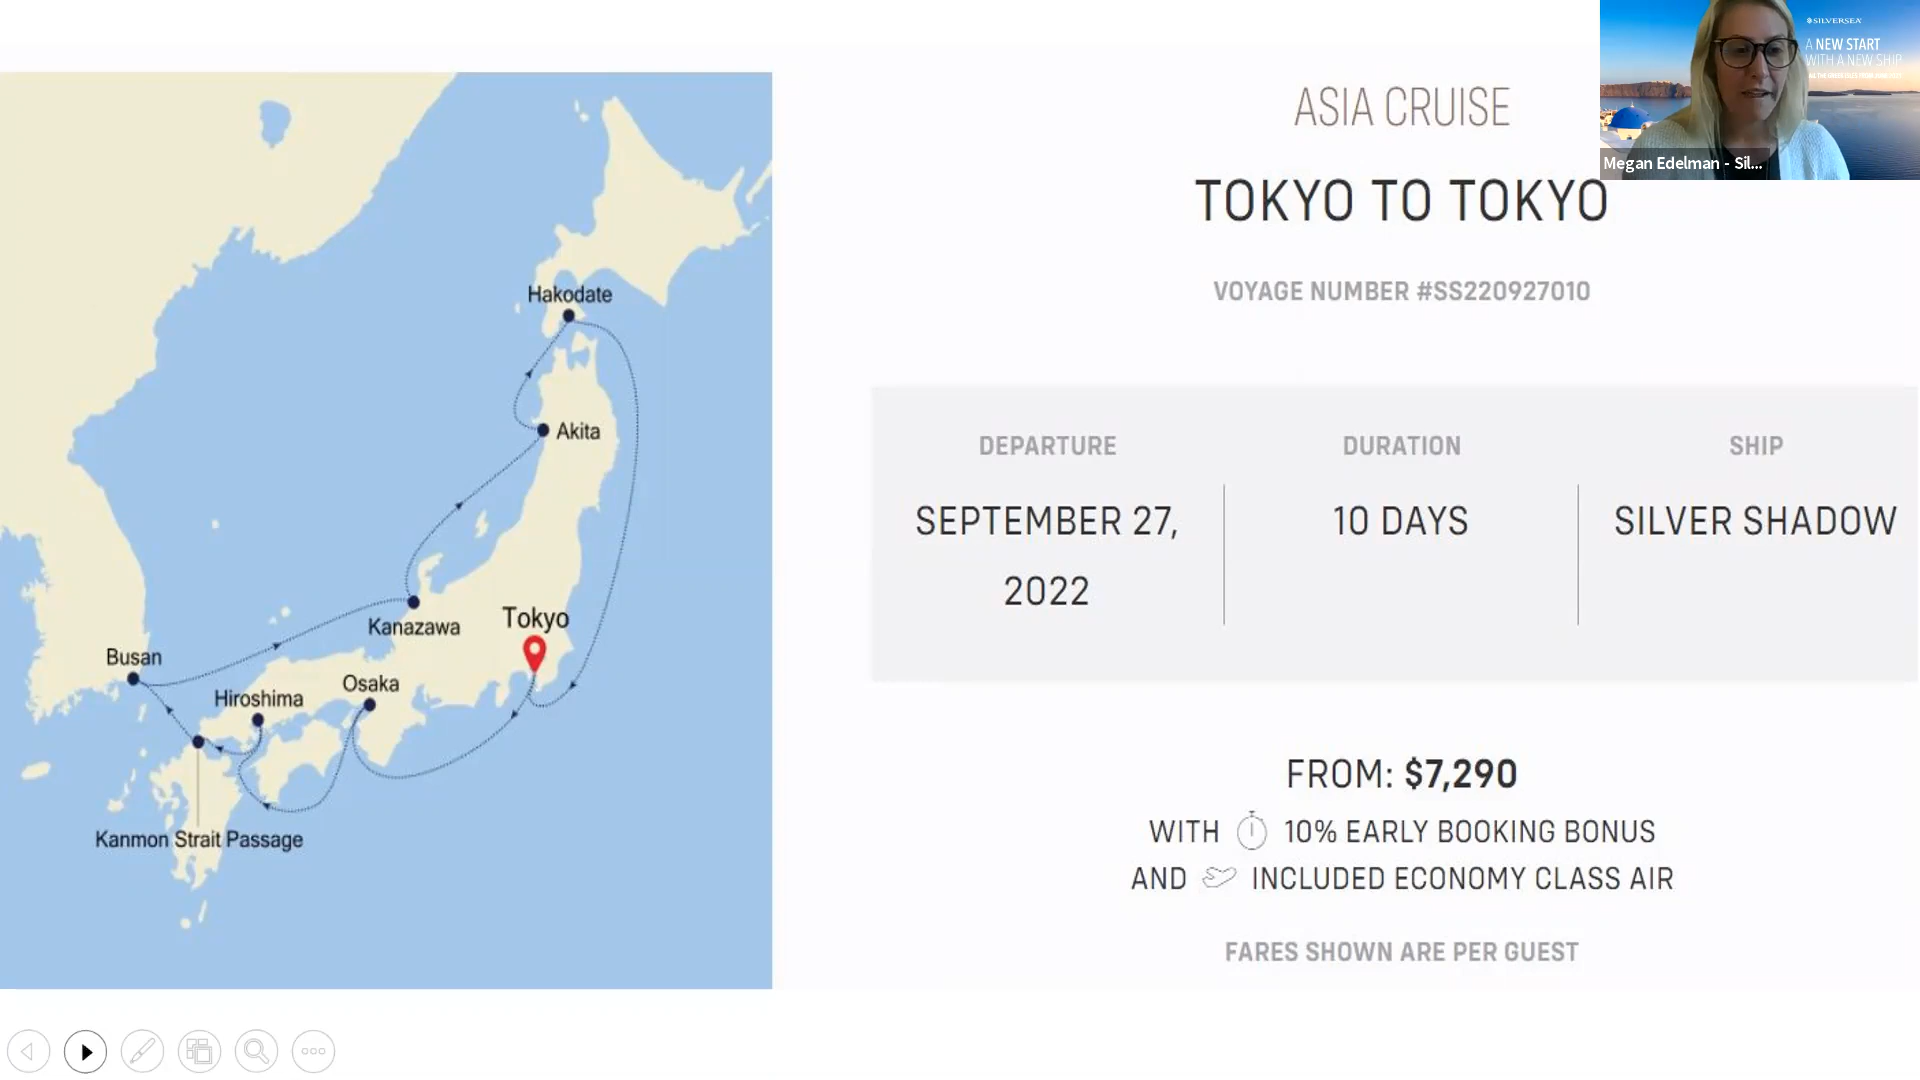 Hakodate
Akita
Kanazawa
Tokyo
Busan
Hiroshima
Osaka
Kanmon Strait Passage
ASIA CRUISE
TOKYO TO TOKYO
VOYAGE NUMBER #SS220927010
DEPARTURE
SEPTEMBER 27,
2022
DURATION
10 DAYS
SHIP
SILVER SHADOW
FROM: $7,290
WITH 10% EARLY BOOKING BONUS
AND INCLUDED ECONOMY CLASS AIR
FARES SHOWN ARE PER GUEST
SILVERSEA
A NEW START
WITH A NEW SHIP
Megan Edelman - Sil...